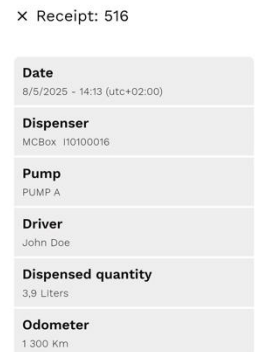 × Receipt: 516
Date
8/5/2025 - 14:13 (utc+02:00)
Dispenser
MCBox I10100016
Pump
PUMP A
Driver
John Doe
Dispensed quantity
3,9 Liters
Odometer
1 300 Km